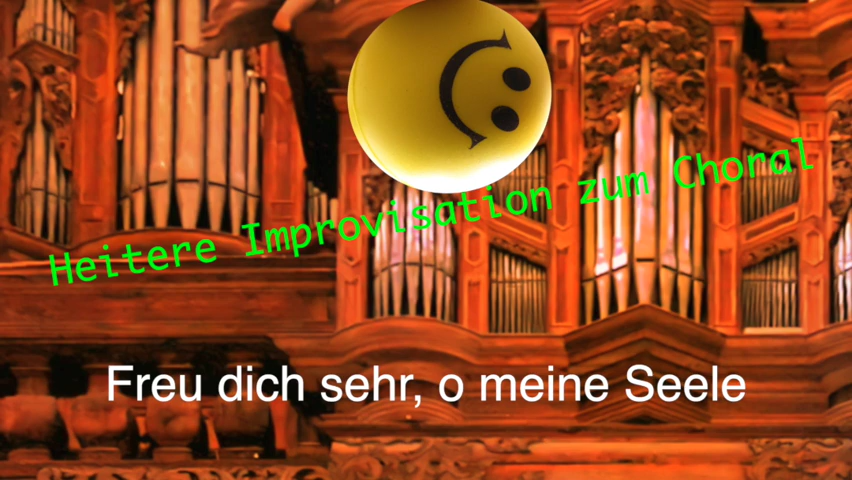 Heitere Improvisation zum Choral
Freu dich sehr, o meine Seele